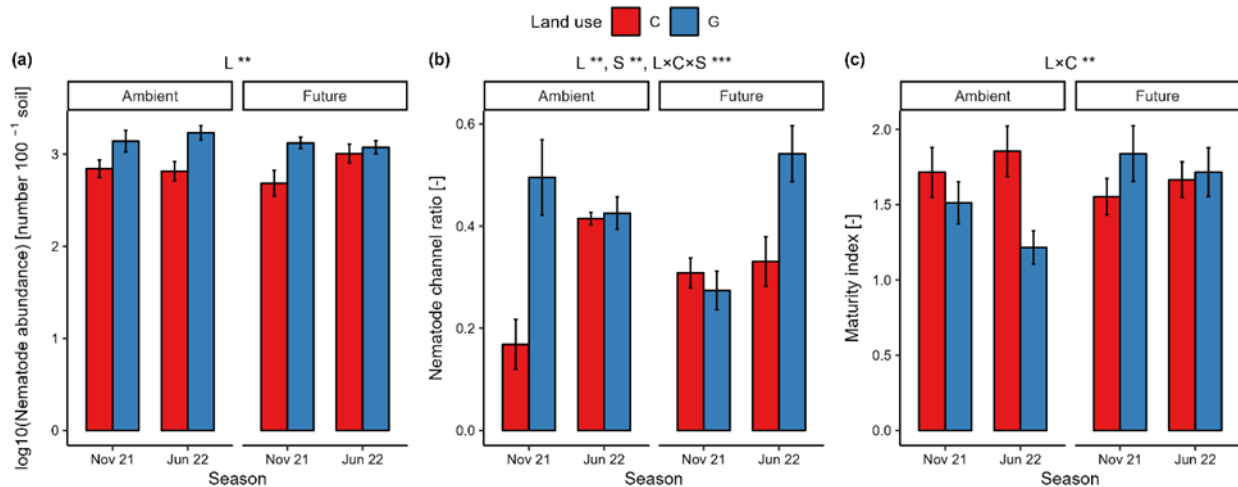 Land use C G
(a) L **
Ambient Future
log10(Nematode abundance) [number 100 ⁻¹ soil]
3
2
1
0
Nov 21 Jun 22 Nov 21 Jun 22
Season
(b) L **, S **, L×C×S ***
Ambient Future
Nematode channel ratio [-]
0.6
0.4
0.2
0.0
Nov 21 Jun 22 Nov 21 Jun 22
Season
(c) L×C **
Ambient Future
Maturity index [-]
2.0
1.5
1.0
0.5
0.0
Nov 21 Jun 22 Nov 21 Jun 22
Season